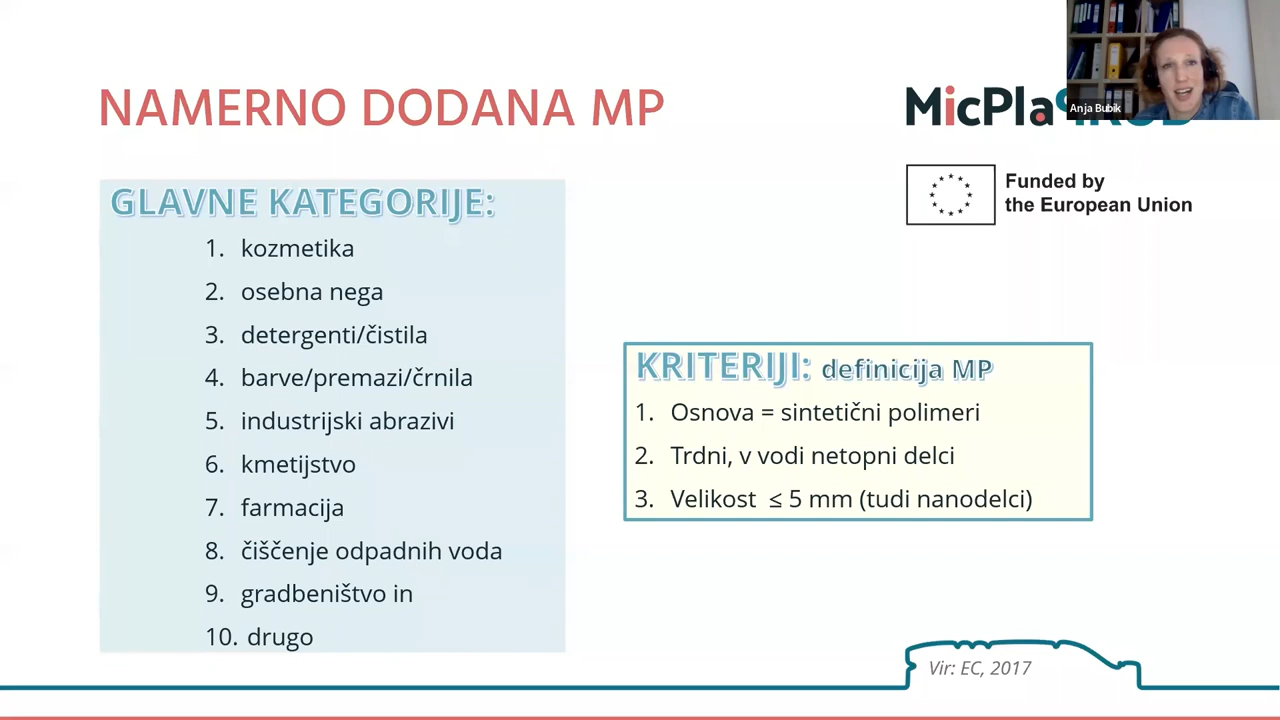 NAMERNO DODANA MP
Anja Bubik
Funded by
the European Union
GLAVNE KATEGORIJE:
1. kozmetika
2. osebna nega
3. detergenti/čistila
4. barve/premazi/črnila
5. industrijski abrazivi
6. kmetijstvo
7. farmacija
8. čiščenje odpadnih voda
9. gradbeništvo in
10. drugo
KRITERIJI: definicija MP
1. Osnova = sintetični polimeri
2. Trdni, v vodi netopni delci
3. Velikost ≤ 5 mm (tudi nanodelci)
Vir: EC, 2017